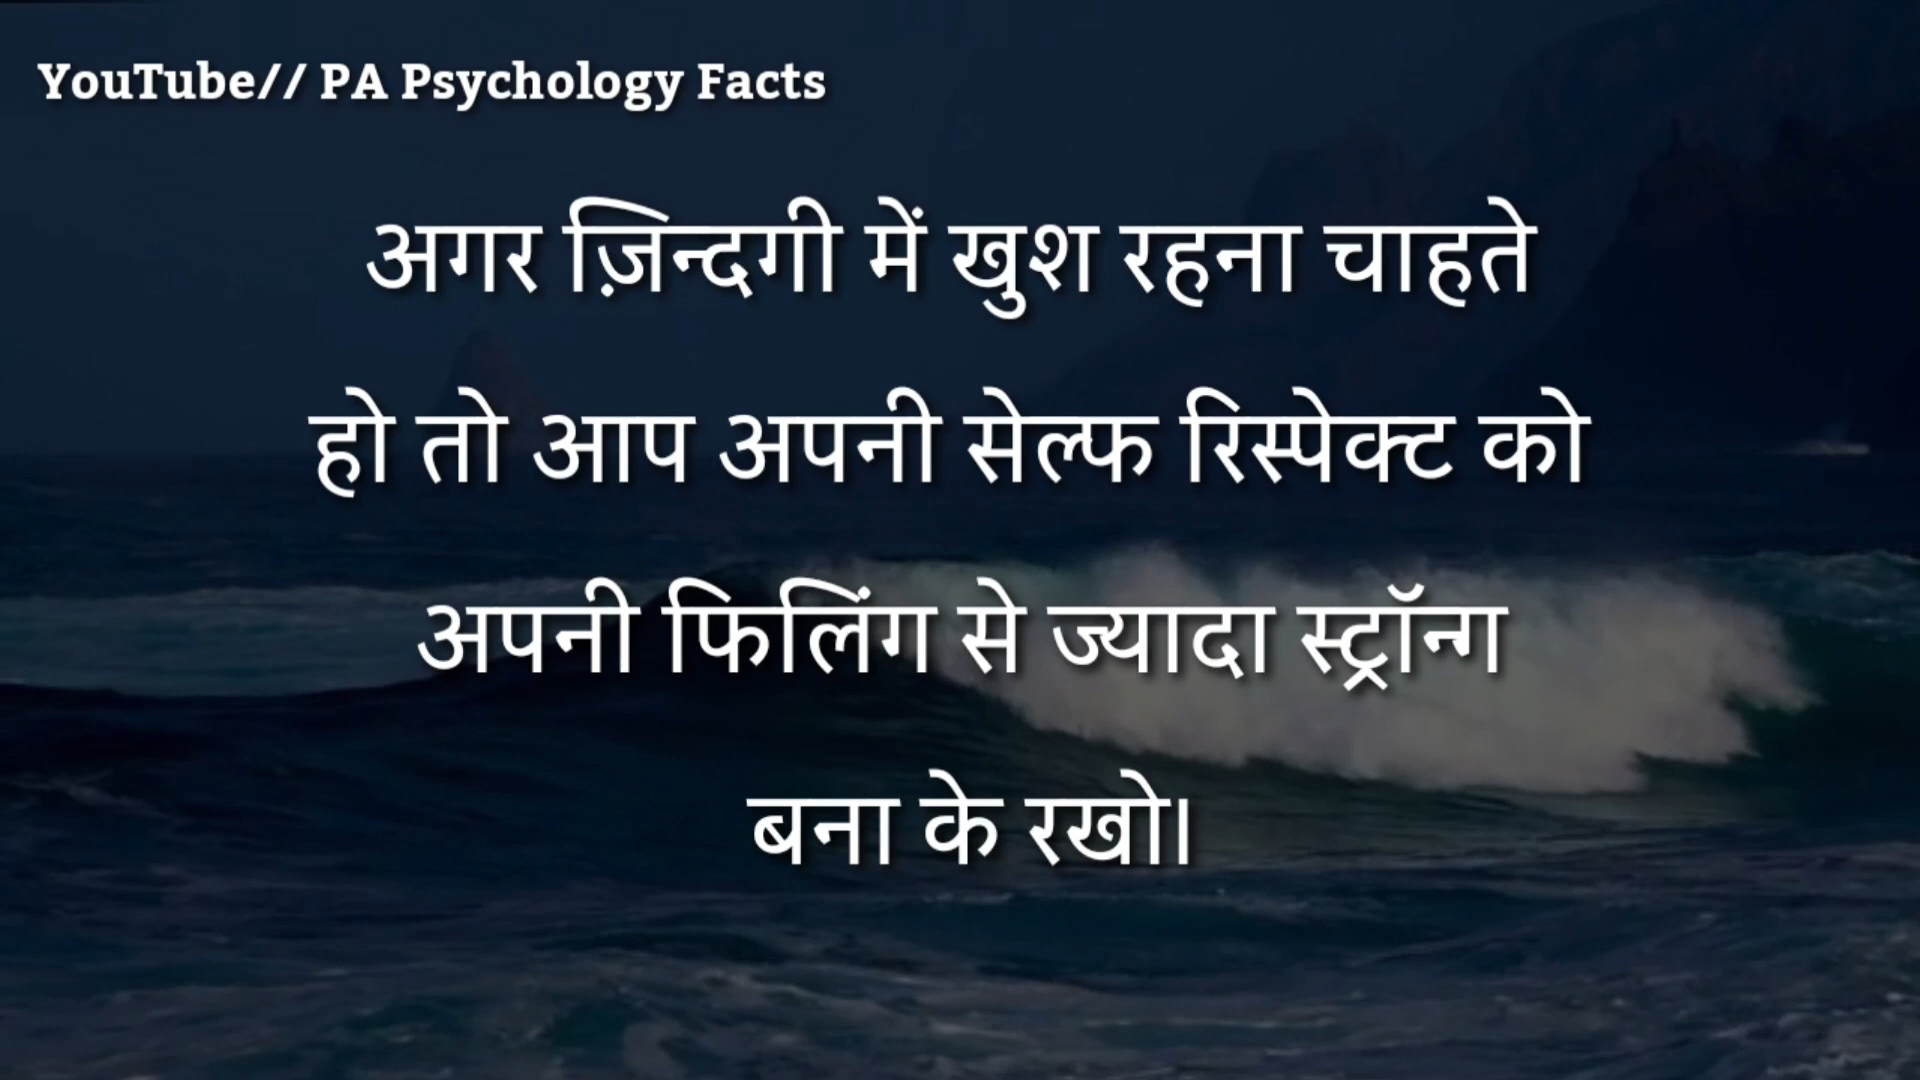 YouTube// PA Psychology Facts
अगर ज़िन्दगी में खुश रहना चाहते
हो तो आप अपनी सेल्फ रिस्पेक्ट को
अपनी फिलिंग से ज्यादा स्ट्रॉन्ग
बना के रखो।